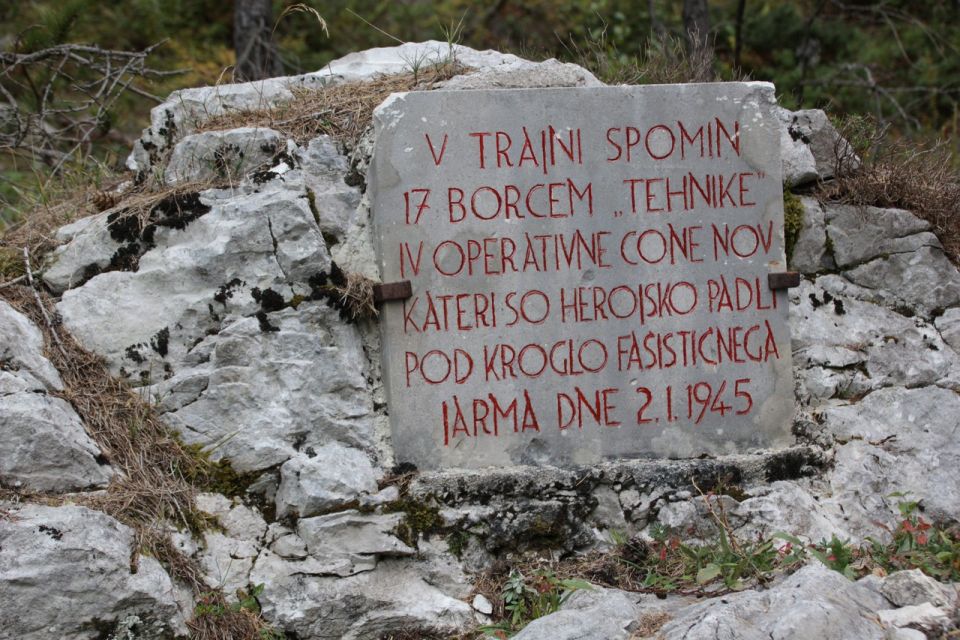 V TRAJNI SPOMIN
17 BORCEM „TEHNIKE"
IV OPERATIVNE CONE NOV
KATERI SO HEROJSKO PADLI
POD KROGLO FAŠISTIČNEGA
JARMA DNE 2.1.1945